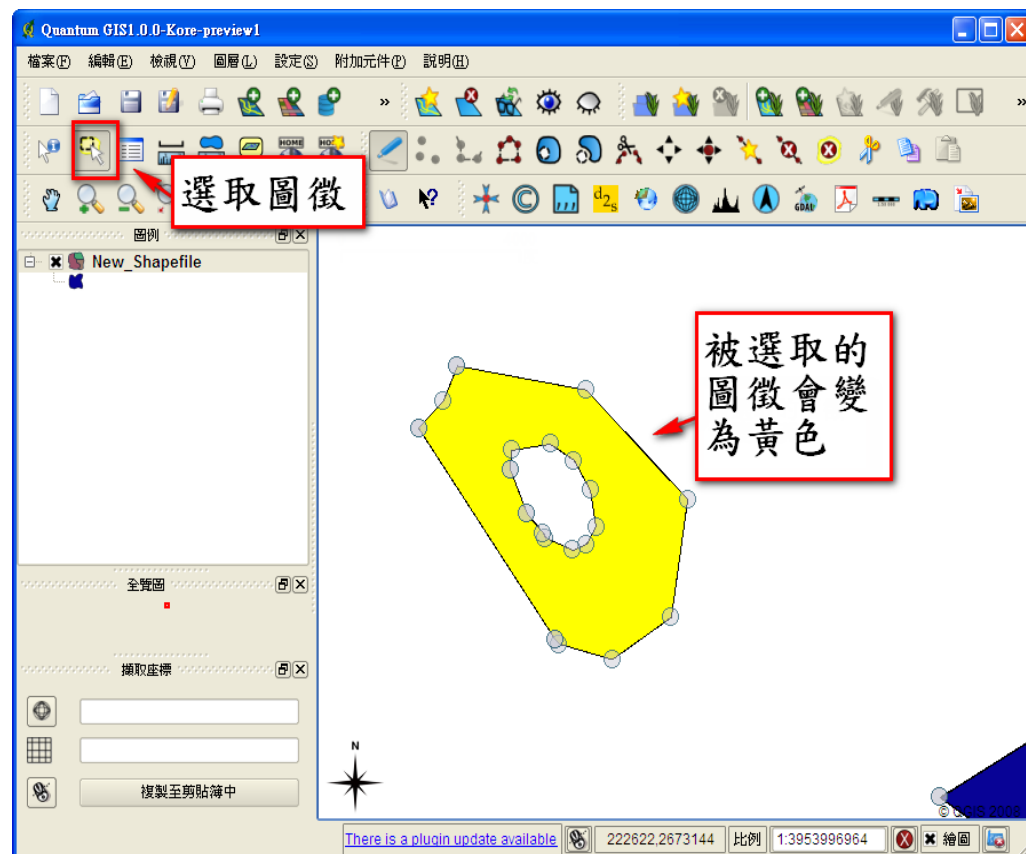 Quantum GIS1.0.0-Kore-preview1
檔案(F) 編輯(E) 檢視(V) 圖層(L) 設定(S) 附加元件(P) 說明(H)
»
»
HOME
選取圖徵
d2s
GDAL
圖例
New_Shapefile
被選取的
圖徵會變
為黃色
全覽圖
擷取座標
複製至剪貼簿中
N
© QGIS 2008
There is a plugin update available
222622,2673144
比例
1:3953996964
繪圖